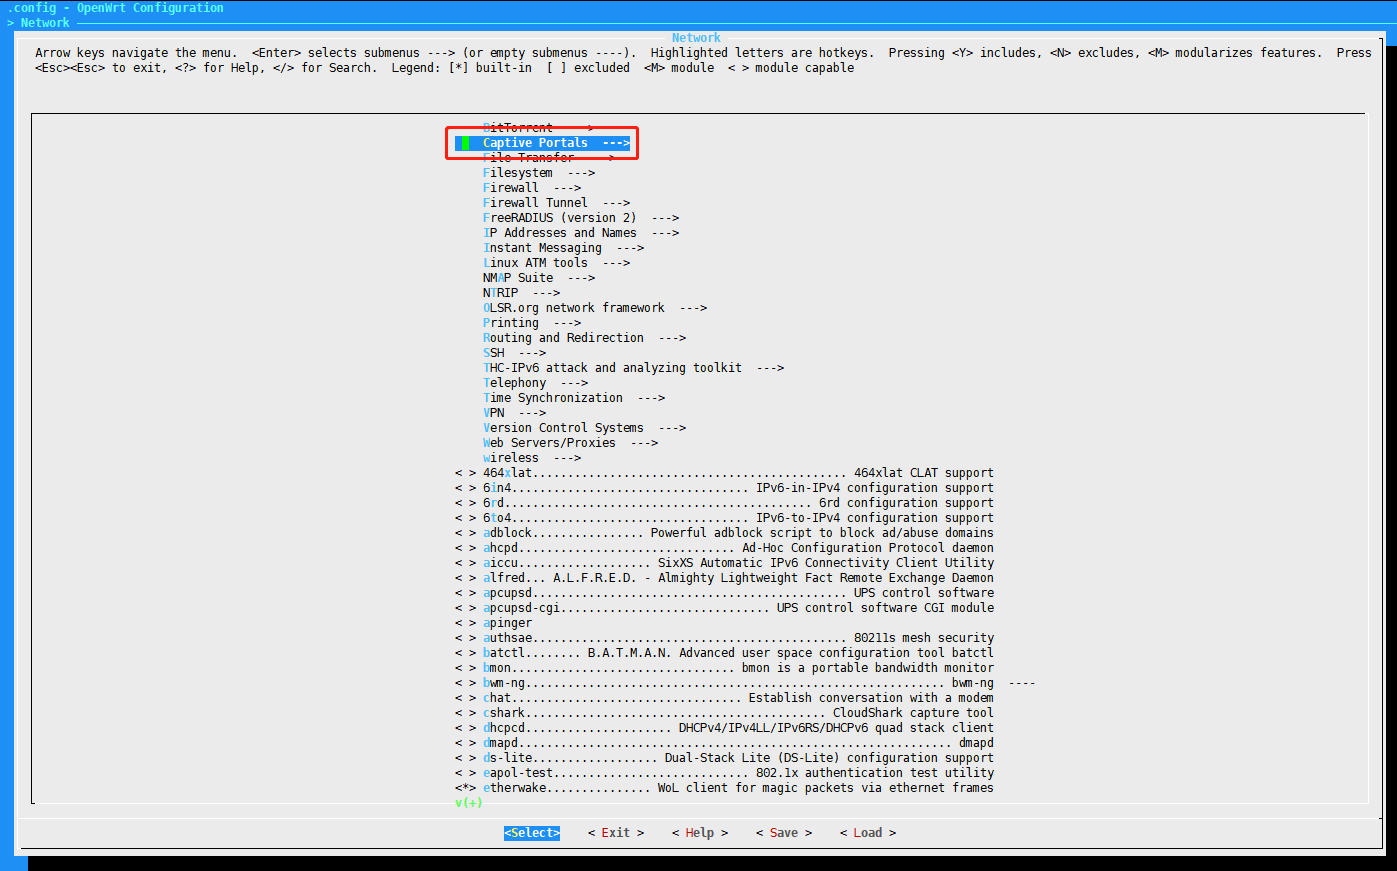 .config - OpenWrt Configuration
> Network
Network
Arrow keys navigate the menu.  <Enter> selects submenus ---> (or empty submenus ----).  Highlighted letters are hotkeys.  Pressing <Y> includes, <N> excludes, <M> modularizes features.  Press
<Esc><Esc> to exit, <?> for Help, </> for Search.  Legend: [*] built-in  [ ] excluded  <M> module  < > module capable
BitTorrent  --->
Captive Portals  --->
File Transfer  --->
Filesystem  --->
Firewall  --->
Firewall Tunnel  --->
FreeRADIUS (version 2)  --->
IP Addresses and Names  --->
Instant Messaging  --->
Linux ATM tools  --->
NMAP Suite  --->
NTRIP  --->
OLSR.org network framework  --->
Printing  --->
Routing and Redirection  --->
SSH  --->
THC-IPv6 attack and analyzing toolkit  --->
Telephony  --->
Time Synchronization  --->
VPN  --->
Version Control Systems  --->
Web Servers/Proxies  --->
wireless  --->
< > 464xlat............................................. 464xlat CLAT support
< > 6in4.................................. IPv6-in-IPv4 configuration support
< > 6rd............................................ 6rd configuration support
< > 6to4.................................. IPv6-to-IPv4 configuration support
< > adblock................ Powerful adblock script to block ad/abuse domains
< > ahcpd............................... Ad-Hoc Configuration Protocol daemon
< > aiccu................... SixXS Automatic IPv6 Connectivity Client Utility
< > alfred... A.L.F.R.E.D. - Almighty Lightweight Fact Remote Exchange Daemon
< > apcupsd............................................. UPS control software
< > apcupsd-cgi.............................. UPS control software CGI module
< > apinger
< > authsae............................................. 80211s mesh security
< > batctl........ B.A.T.M.A.N. Advanced user space configuration tool batctl
< > bmon................................ bmon is a portable bandwidth monitor
< > bwm-ng............................................................ bwm-ng  ----
< > chat................................. Establish conversation with a modem
< > cshark........................................... CloudShark capture tool
< > dhcpcd..................... DHCPv4/IPv4LL/IPv6RS/DHCPv6 quad stack client
< > dmapd.............................................................. dmapd
< > ds-lite.................. Dual-Stack Lite (DS-Lite) configuration support
< > eapol-test............................ 802.1x authentication test utility
<*> etherwake............... WoL client for magic packets via ethernet frames
v(+)
<Select>    < Exit >    < Help >    < Save >    < Load >